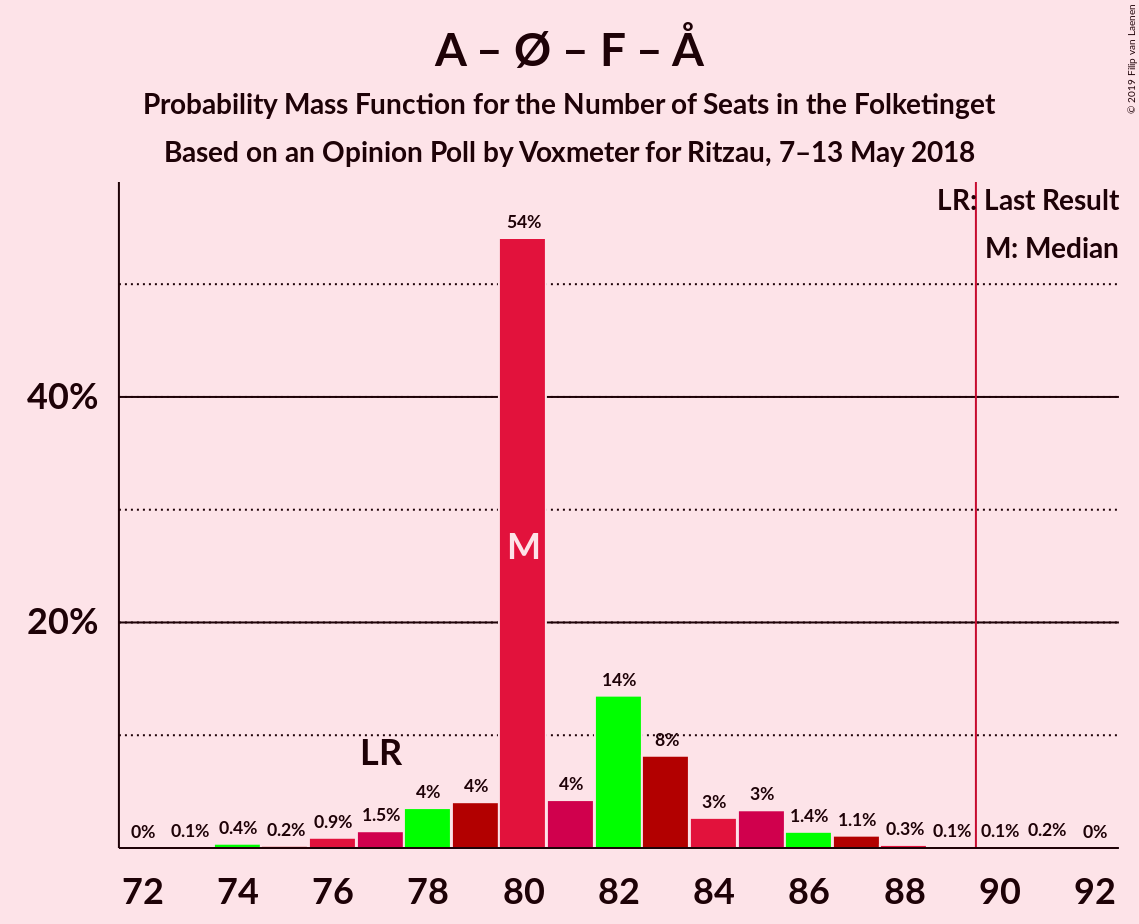 A – Ø – F – Å
Probability Mass Function for the Number of Seats in the Folketinget
Based on an Opinion Poll by Voxmeter for Ritzau, 7–13 May 2018
© 2019 Filip van Laenen
LR: Last Result
M: Median
40%
20%
0% 0.1% 0.4% 0.2% 0.9% 1.5% 4% 4% 54% 4% 14% 8% 3% 3% 1.4% 1.1% 0.3% 0.1% 0.1% 0.2% 0%
M
LR
72 74 76 78 80 82 84 86 88 90 92